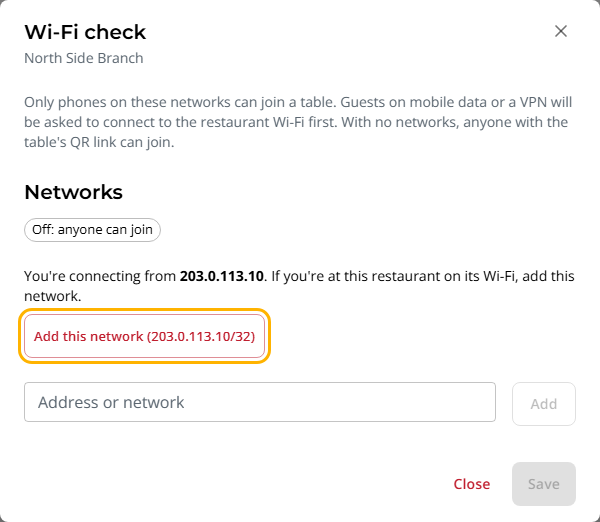 Wi-Fi check
North Side Branch
Only phones on these networks can join a table. Guests on mobile data or a VPN will
be asked to connect to the restaurant Wi-Fi first. With no networks, anyone with the
table's QR link can join.
Networks
Off: anyone can join
You're connecting from 203.0.113.10. If you're at this restaurant on its Wi-Fi, add this
network.
Add this network (203.0.113.10/32)
Address or network
Add
Close
Save